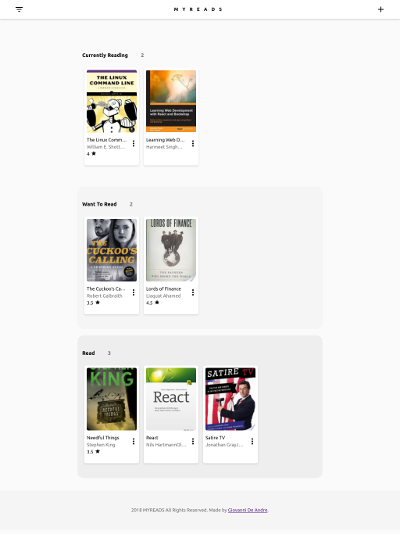 MYREADS
Currently Reading 2
THE LINUX
COMMAND LINE
Learning Web Development
with React and Bootstrap
The Linux Comm...
William E. Shott...
4 ★
Learning Web D...
Harmeet Singh...
Want To Read 2
THE
CUCKOO'S
CALLING
LORDS OF FINANCE
The Cuckoo's Ca...
Robert Galbraith
3.5 ★
Lords of Finance
Liaquat Ahamed
4.5 ★
Read 3
STEPHEN
KING
NEEDFUL
THINGS
React
SATIRE TV
Needful Things
Stephen King
3.5 ★
React
Nils HartmannOl...
Satire TV
Jonathan Gray,J...
2018 MYREADS All Rights Reserved. Made by Giovanni De Andre.